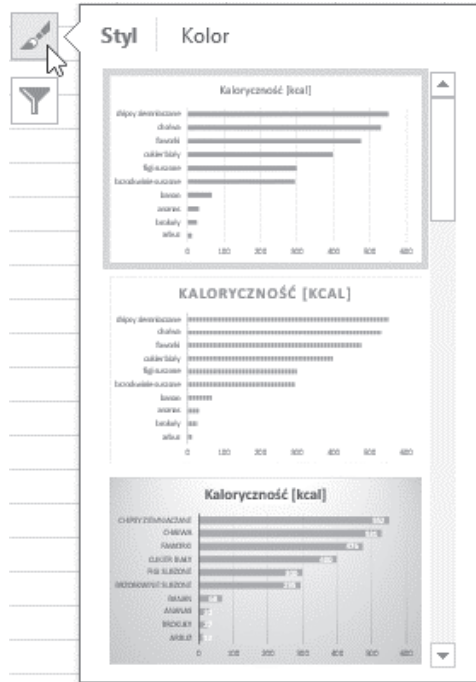 Styl Kolor
Kaloryczność [kcal]
chipsy ziemniaczane
chałwa
faworki
cukier biały
figi suszone
brzoskwinie suszone
banan
ananas
brokuły
arbuz
0 100 200 300 400 500 600
KALORYCZNOŚĆ [KCAL]
chipsy ziemniaczane
chałwa
faworki
cukier biały
figi suszone
brzoskwinie suszone
banan
ananas
brokuły
arbuz
0 100 200 300 400 500 600
Kaloryczność [kcal]
CHIPSY ZIEMNIACZANE
CHAŁWA
FAWORKI
CUKIER BIAŁY
FIGI SUSZONE
BRZOSKWINIE SUSZONE
BANAN
ANANAS
BROKUŁY
ARBUZ
0 100 200 300 400 500 600